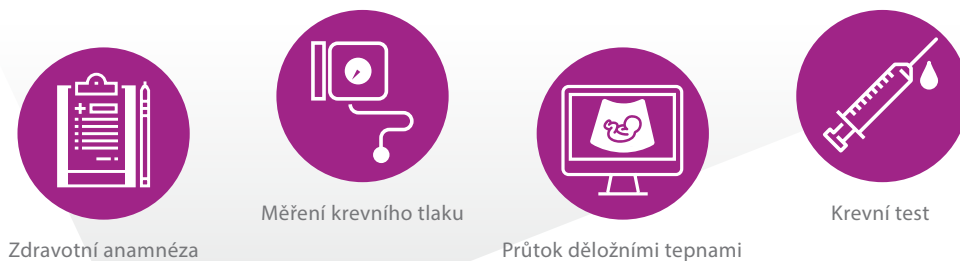 Zdravotní anamnéza
Měření krevního tlaku
Průtok děložními tepnami
Krevní test